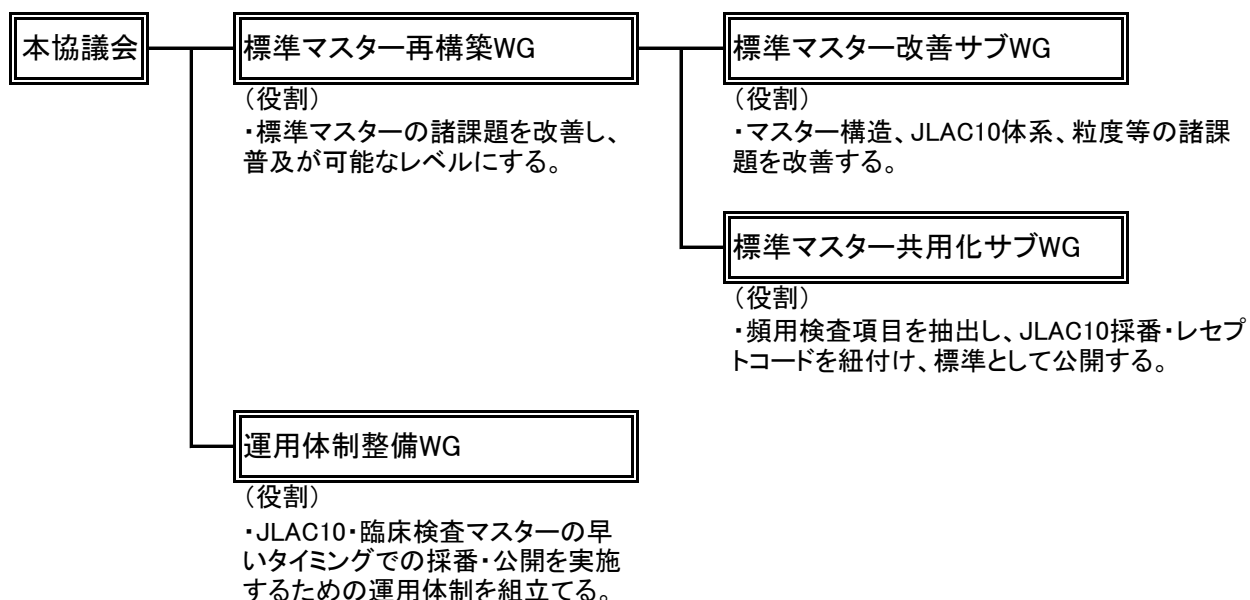 本協議会
標準マスター再構築WG
(役割)
・標準マスターの諸課題を改善し、
普及が可能なレベルにする。
標準マスター改善サブWG
(役割)
・マスター構造、JLAC10体系、粒度等の諸課
題を改善する。
標準マスター共用化サブWG
(役割)
・頻用検査項目を抽出し、JLAC10採番・レセプ
トコードを紐付け、標準として公開する。
運用体制整備WG
(役割)
・JLAC10・臨床検査マスターの早
いタイミングでの採番・公開を実施
するための運用体制を組立てる。